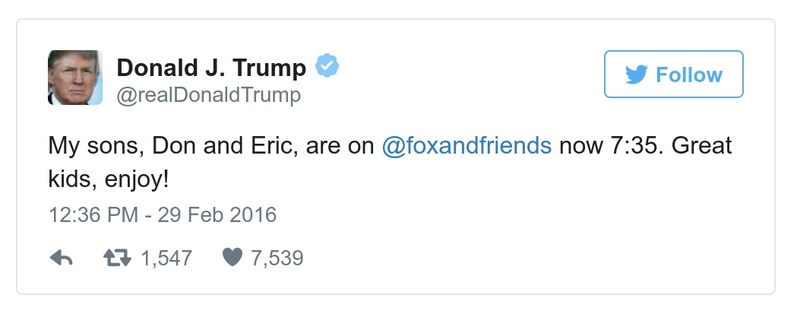 Donald J. Trump
Follow
@realDonaldTrump
My sons, Don and Eric, are on @foxandfriends now 7:35. Great
kids, enjoy!
12:36 PM - 29 Feb 2016
1,547 7,539